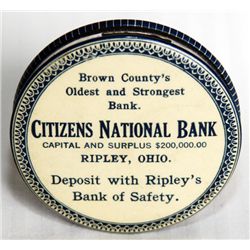 Brown County's
Oldest and Strongest
Bank.
CITIZENS NATIONAL BANK
CAPITAL AND SURPLUS $200,000.00
RIPLEY, OHIO.
Deposit with Ripley's
Bank of Safety.